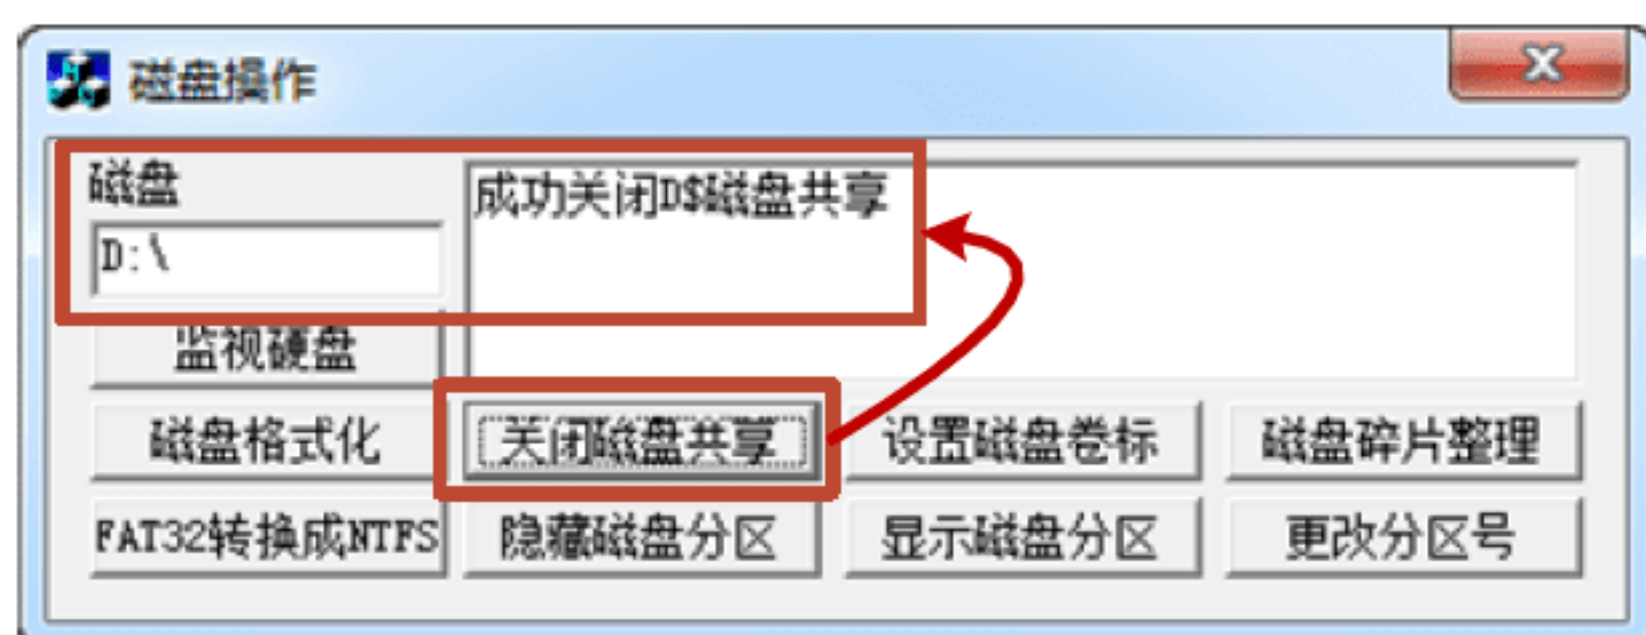 磁盘操作
磁盘
成功关闭D$磁盘共享
D:\
监视硬盘
磁盘格式化
关闭磁盘共享
设置磁盘卷标
磁盘碎片整理
FAT32转换成NTFS
隐藏磁盘分区
显示磁盘分区
更改分区号